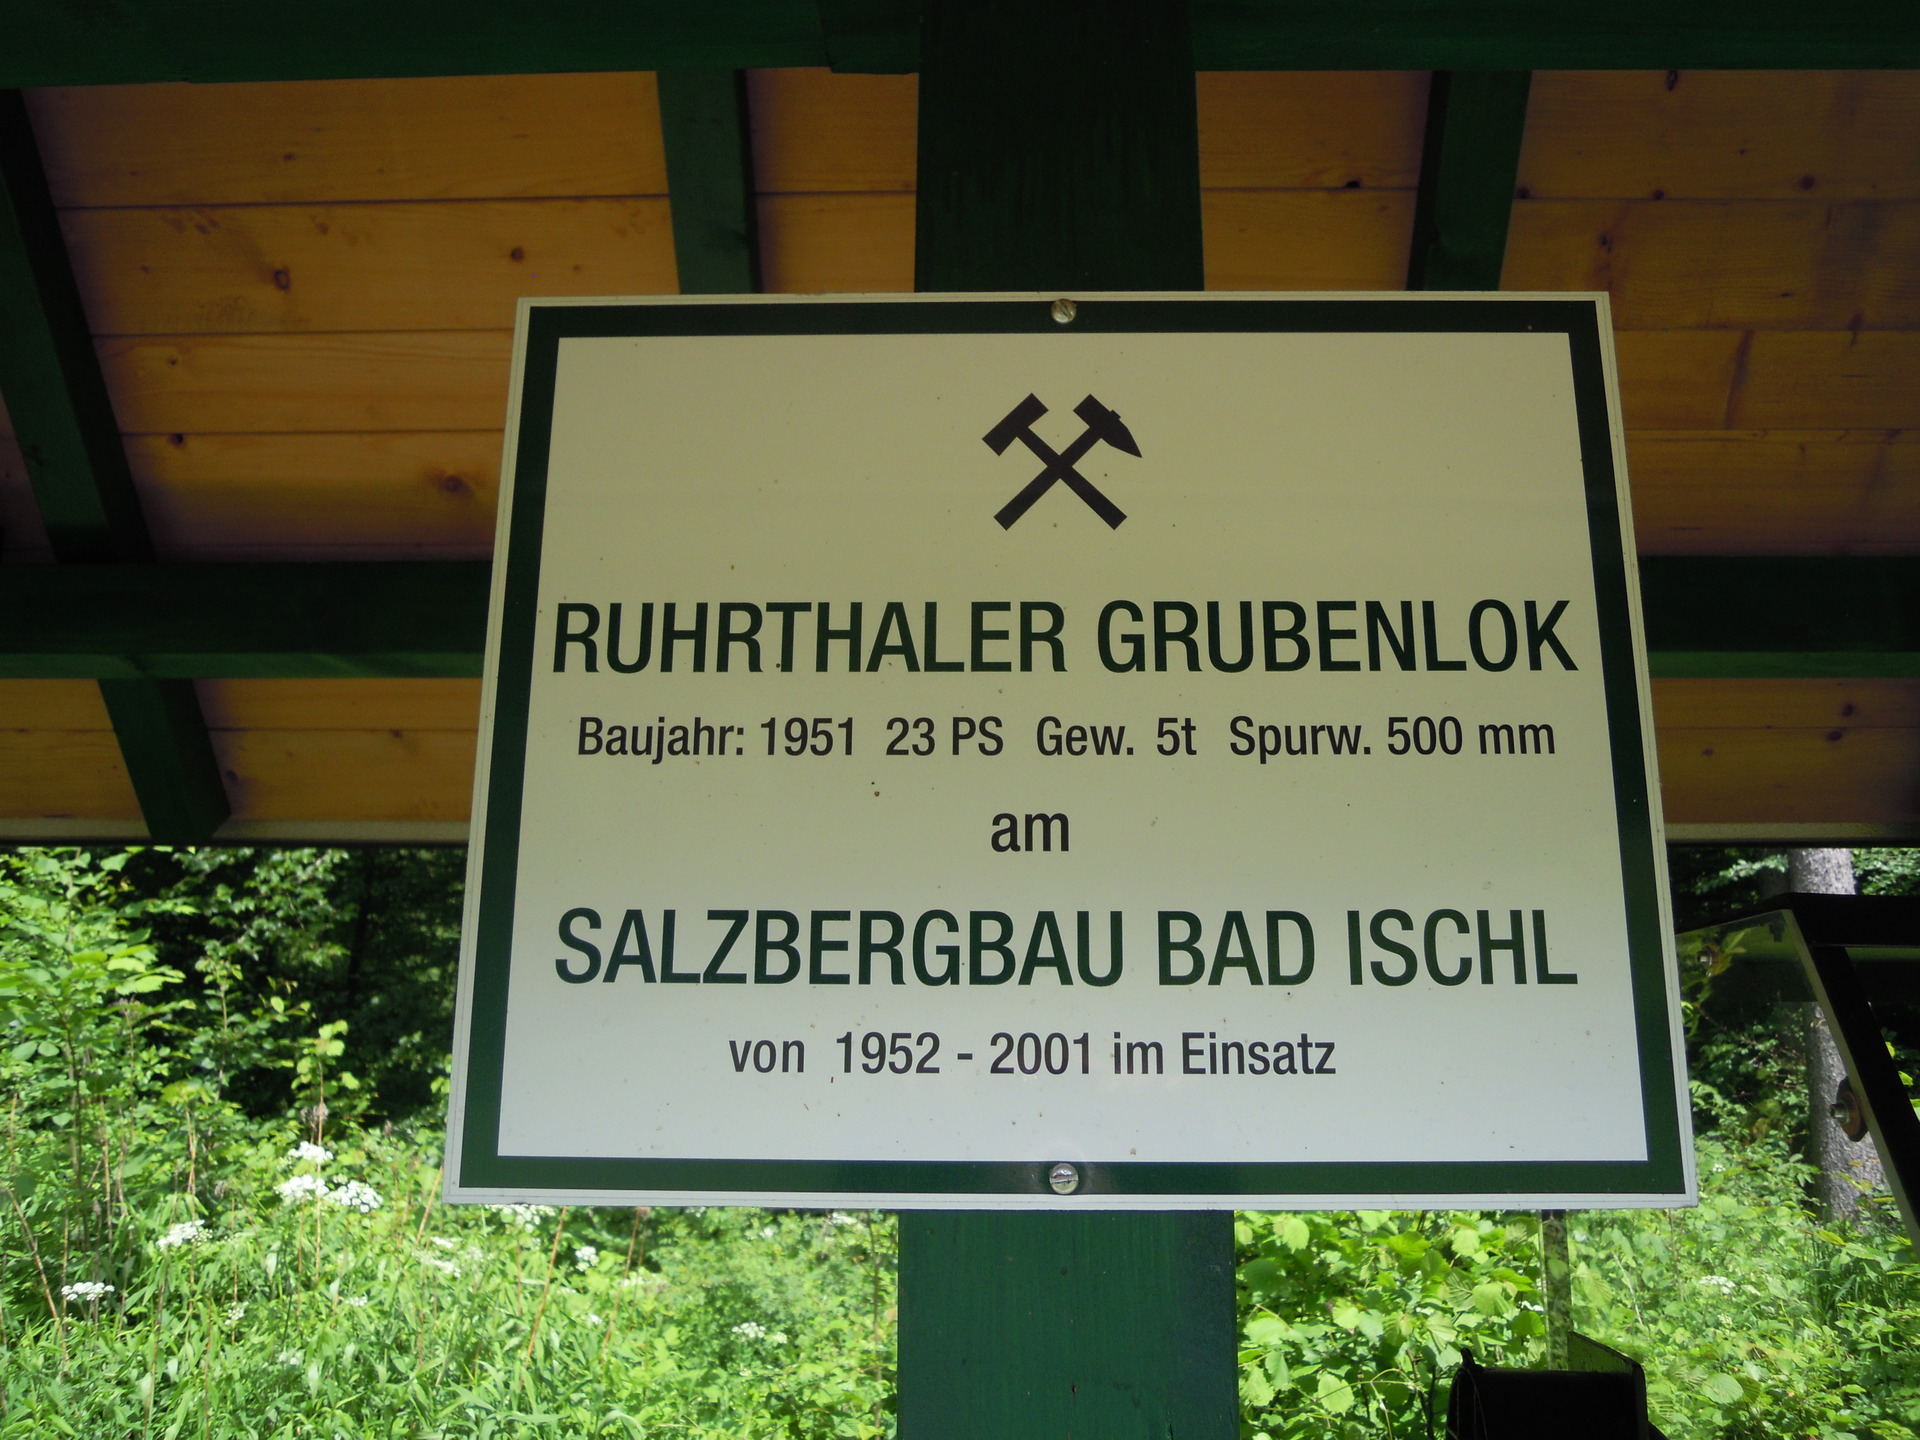 RUHRTHALER GRUBENLOK
Baujahr: 1951 23 PS Gew. 5t Spurw. 500 mm
am
SALZBERGBAU BAD ISCHL
von 1952 - 2001 im Einsatz